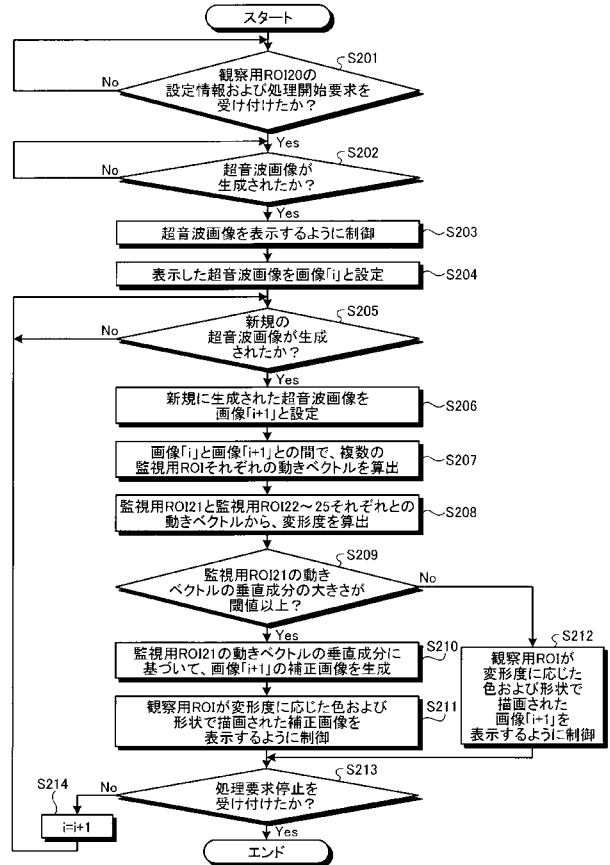 スタート
S201
観察用ROI20の
設定情報および処理開始要求を
受け付けたか?
No
Yes
S202
超音波画像が
生成されたか?
No
Yes
超音波画像を表示するように制御
S203
表示した超音波画像を画像「i」と設定
S204
S205
新規の
超音波画像が生成
されたか?
No
Yes
新規に生成された超音波画像を
画像「i+1」と設定
S206
画像「i」と画像「i+1」との間で、複数の
監視用ROIそれぞれの動きベクトルを算出
S207
監視用ROI21と監視用ROI22~25それぞれとの
動きベクトルから、変形度を算出
S208
S209
監視用ROI21の動き
ベクトルの垂直成分の大きさが
閾値以上?
No
Yes
監視用ROI21の動きベクトルの垂直成分に
基づいて、画像「i+1」の補正画像を生成
S210
観察用ROIが変形度に応じた色および
形状で描画された補正画像を
表示するように制御
S211
S212
観察用ROIが
変形度に応じた
色および形状で
描画された
画像「i+1」を
表示するように制御
S213
処理要求停止を
受け付けたか?
No
Yes
S214
i=i+1
エンド